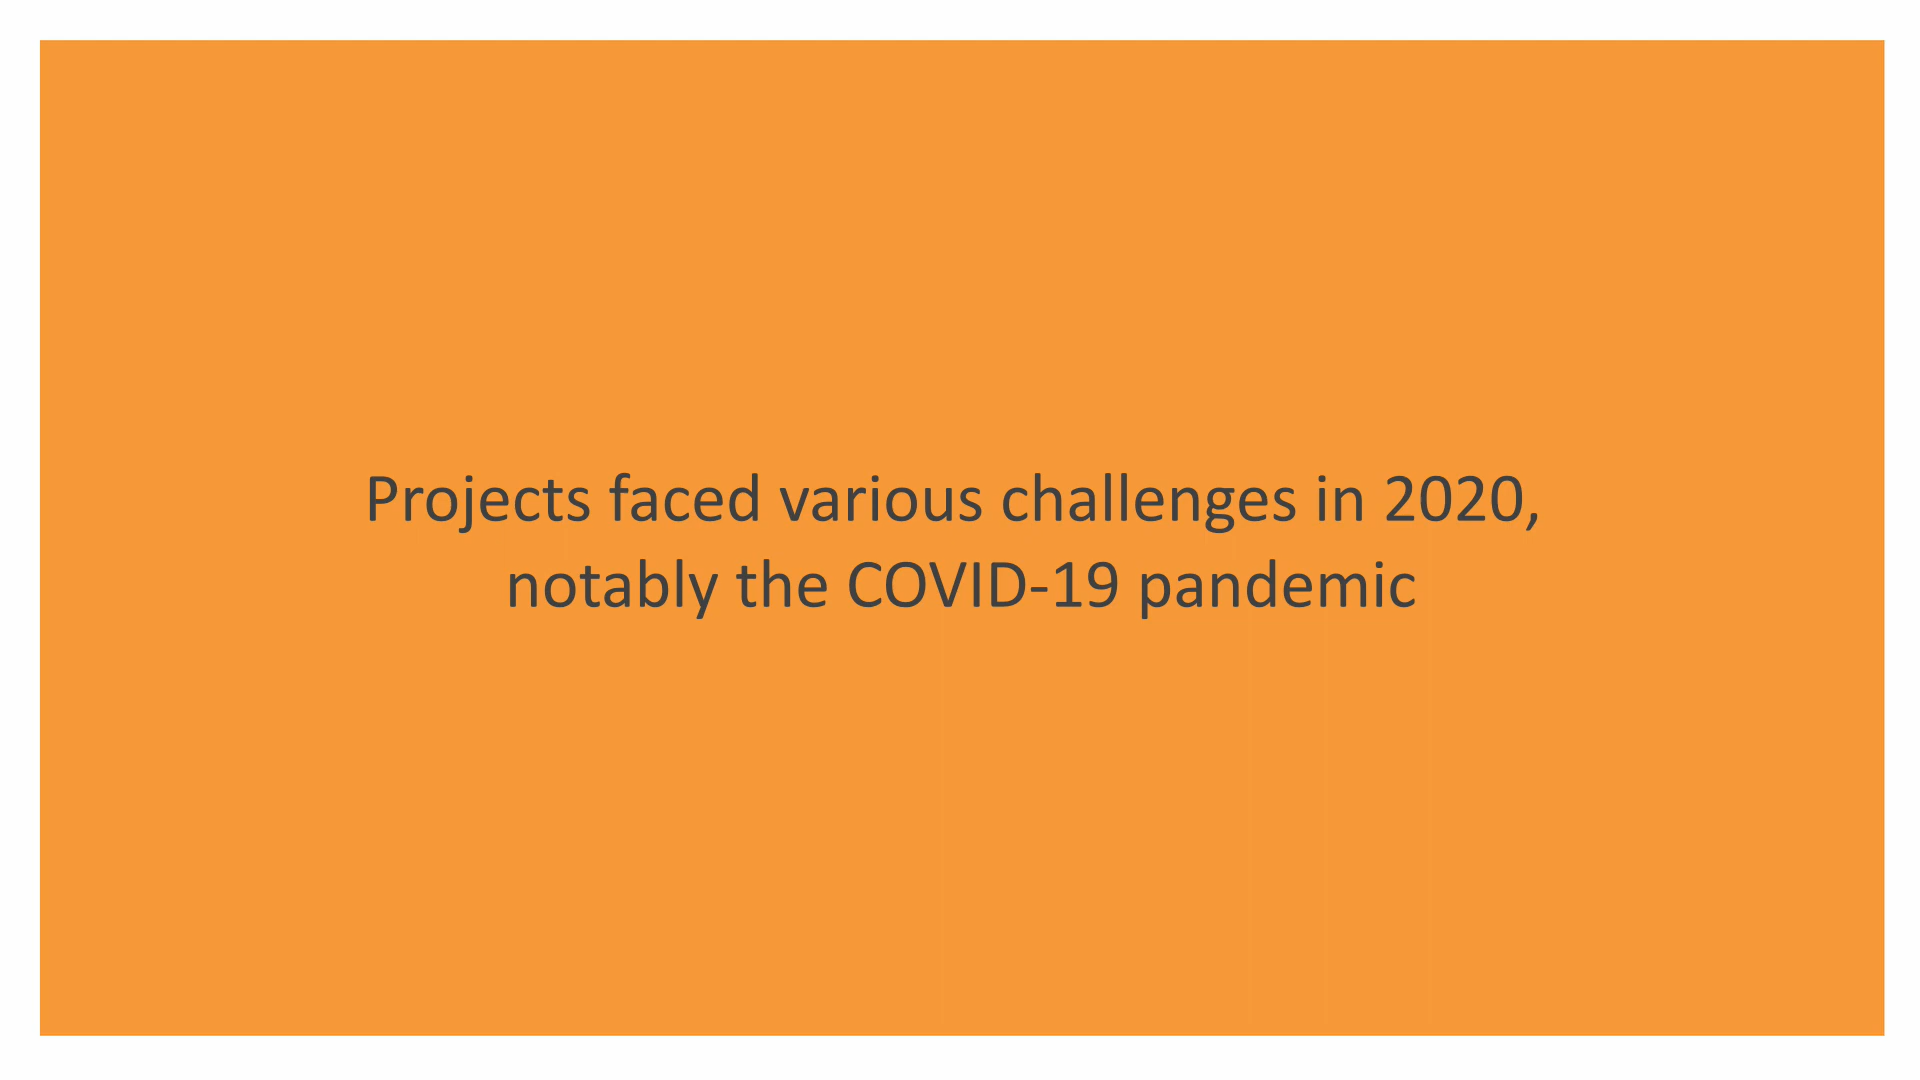 Projects faced various challenges in 2020,
notably the COVID-19 pandemic